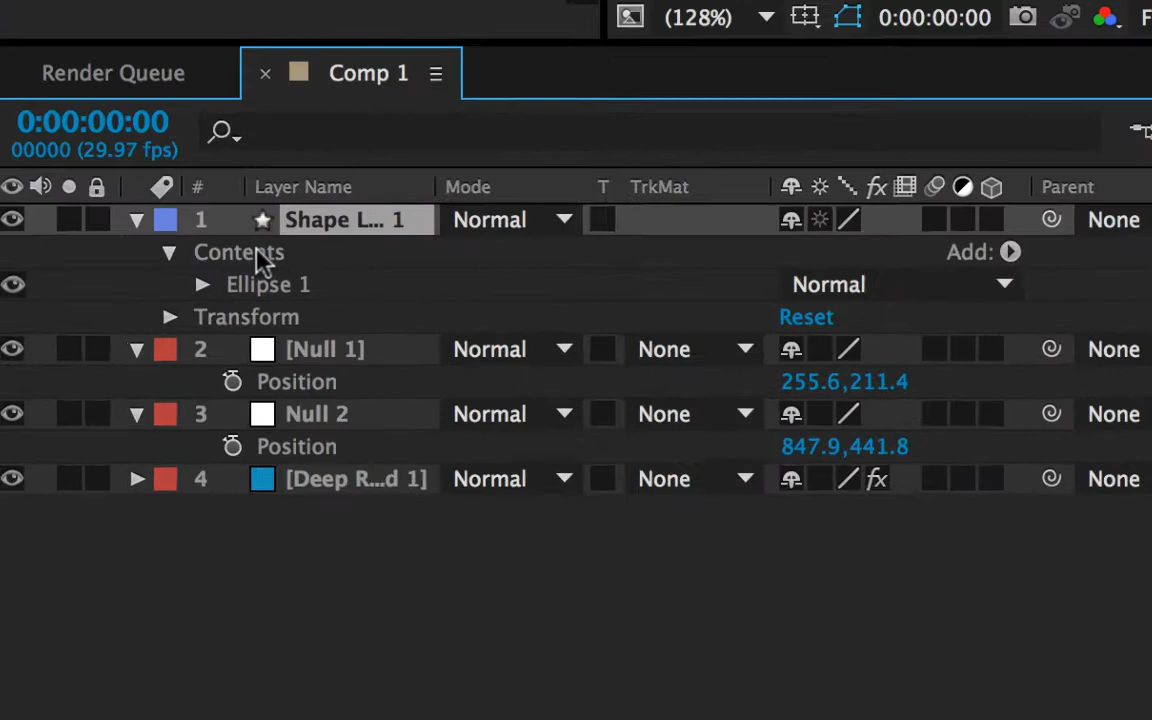 (128%) 0:00:00:00 F
Render Queue × Comp 1
0:00:00:00
00000 (29.97 fps)
# Layer Name Mode T TrkMat fx Parent
1 Shape L... 1 Normal None
Contents Add:
Ellipse 1 Normal
Transform Reset
2 [Null 1] Normal None None
Position 255.6,211.4
3 Null 2 Normal None None
Position 847.9,441.8
4 [Deep R...d 1] Normal None fx None